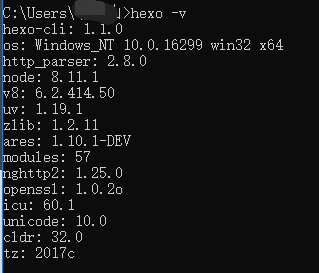 C:\Users\>hexo -v
hexo-cli: 1.1.0
os: Windows_NT 10.0.16299 win32 x64
http_parser: 2.8.0
node: 8.11.1
v8: 6.2.414.50
uv: 1.19.1
zlib: 1.2.11
ares: 1.10.1-DEV
modules: 57
nghttp2: 1.25.0
openssl: 1.0.2o
icu: 60.1
unicode: 10.0
cldr: 32.0
tz: 2017c